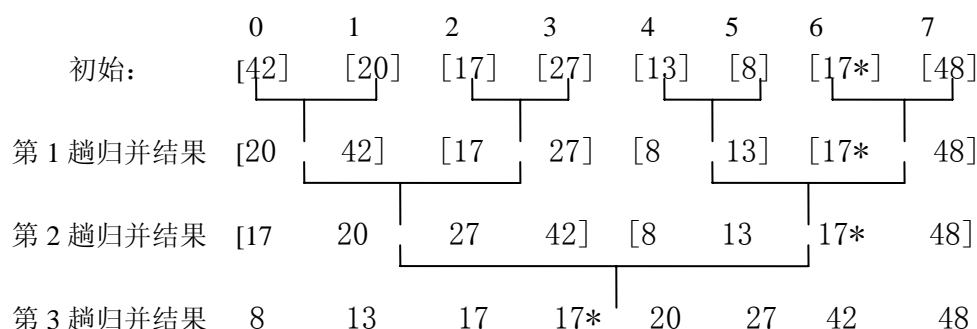 0 1 2 3 4 5 6 7
初始： [42] [20] [17] [27] [13] [8] [17*] [48]
第 1 趟归并结果 [20 42] [17 27] [8 13] [17* 48]
第 2 趟归并结果 [17 20 27 42] [8 13 17* 48]
第 3 趟归并结果 8 13 17 17* 20 27 42 48